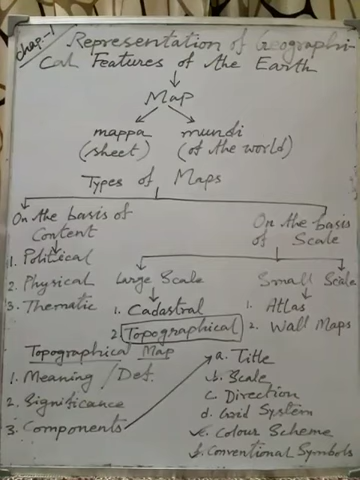 Chap.-1
Representation of Geographi-
cal Features of the Earth
Map
mappa mundi
(sheet) (of the world)
Types of Maps
On the basis of Content
On the basis of Scale
1. Political
2. Physical
3. Thematic
Large Scale
1. Cadastral
2. Topographical
Small Scale
1. Atlas
2. Wall Maps
Topographical Map
1. Meaning / Def.
2. Significance
3. Components
a. Title
b. Scale
c. Direction
d. Grid System
e. Colour Scheme
f. Conventional Symbols